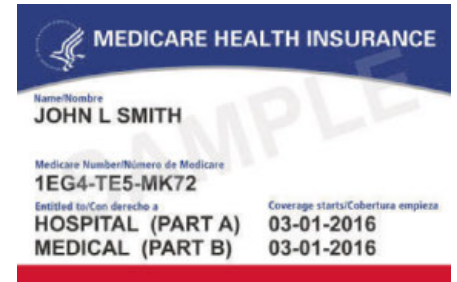 MEDICARE HEALTH INSURANCE
Name/Nombre
JOHN L SMITH
SAMPLE
Medicare Number/Número de Medicare
1EG4-TE5-MK72
Entitled to/Con derecho a Coverage starts/Cobertura empieza
HOSPITAL (PART A) 03-01-2016
MEDICAL (PART B) 03-01-2016